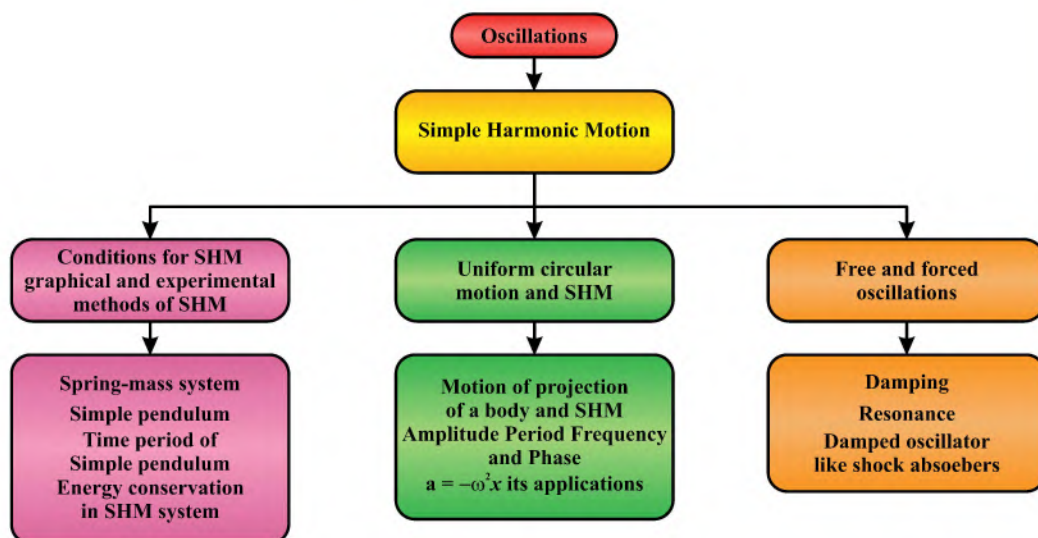 Oscillations
Simple Harmonic Motion
Conditions for SHM
graphical and experimental
methods of SHM
Uniform circular
motion and SHM
Free and forced
oscillations
Spring-mass system
Simple pendulum
Time period of
Simple pendulum
Energy conservation
in SHM system
Motion of projection
of a body and SHM
Amplitude Period Frequency
and Phase
a = −ω²x its applications
Damping
Resonance
Damped oscillator
like shock absoebers